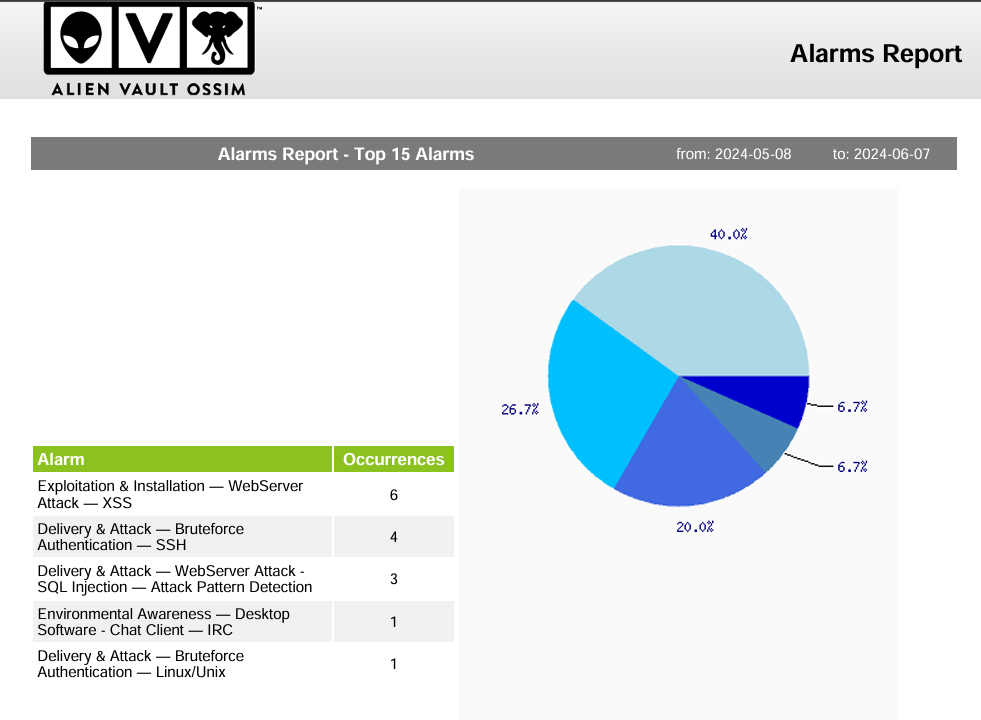 ™
ALIEN VAULT OSSIM
Alarms Report
Alarms Report - Top 15 Alarms from: 2024-05-08 to: 2024-06-07
40.0%
26.7%
6.7%
6.7%
20.0%
Alarm Occurrences
Exploitation & Installation — WebServer
Attack — XSS
6
Delivery & Attack — Bruteforce
Authentication — SSH
4
Delivery & Attack — WebServer Attack -
SQL Injection — Attack Pattern Detection
3
Environmental Awareness — Desktop
Software - Chat Client — IRC
1
Delivery & Attack — Bruteforce
Authentication — Linux/Unix
1